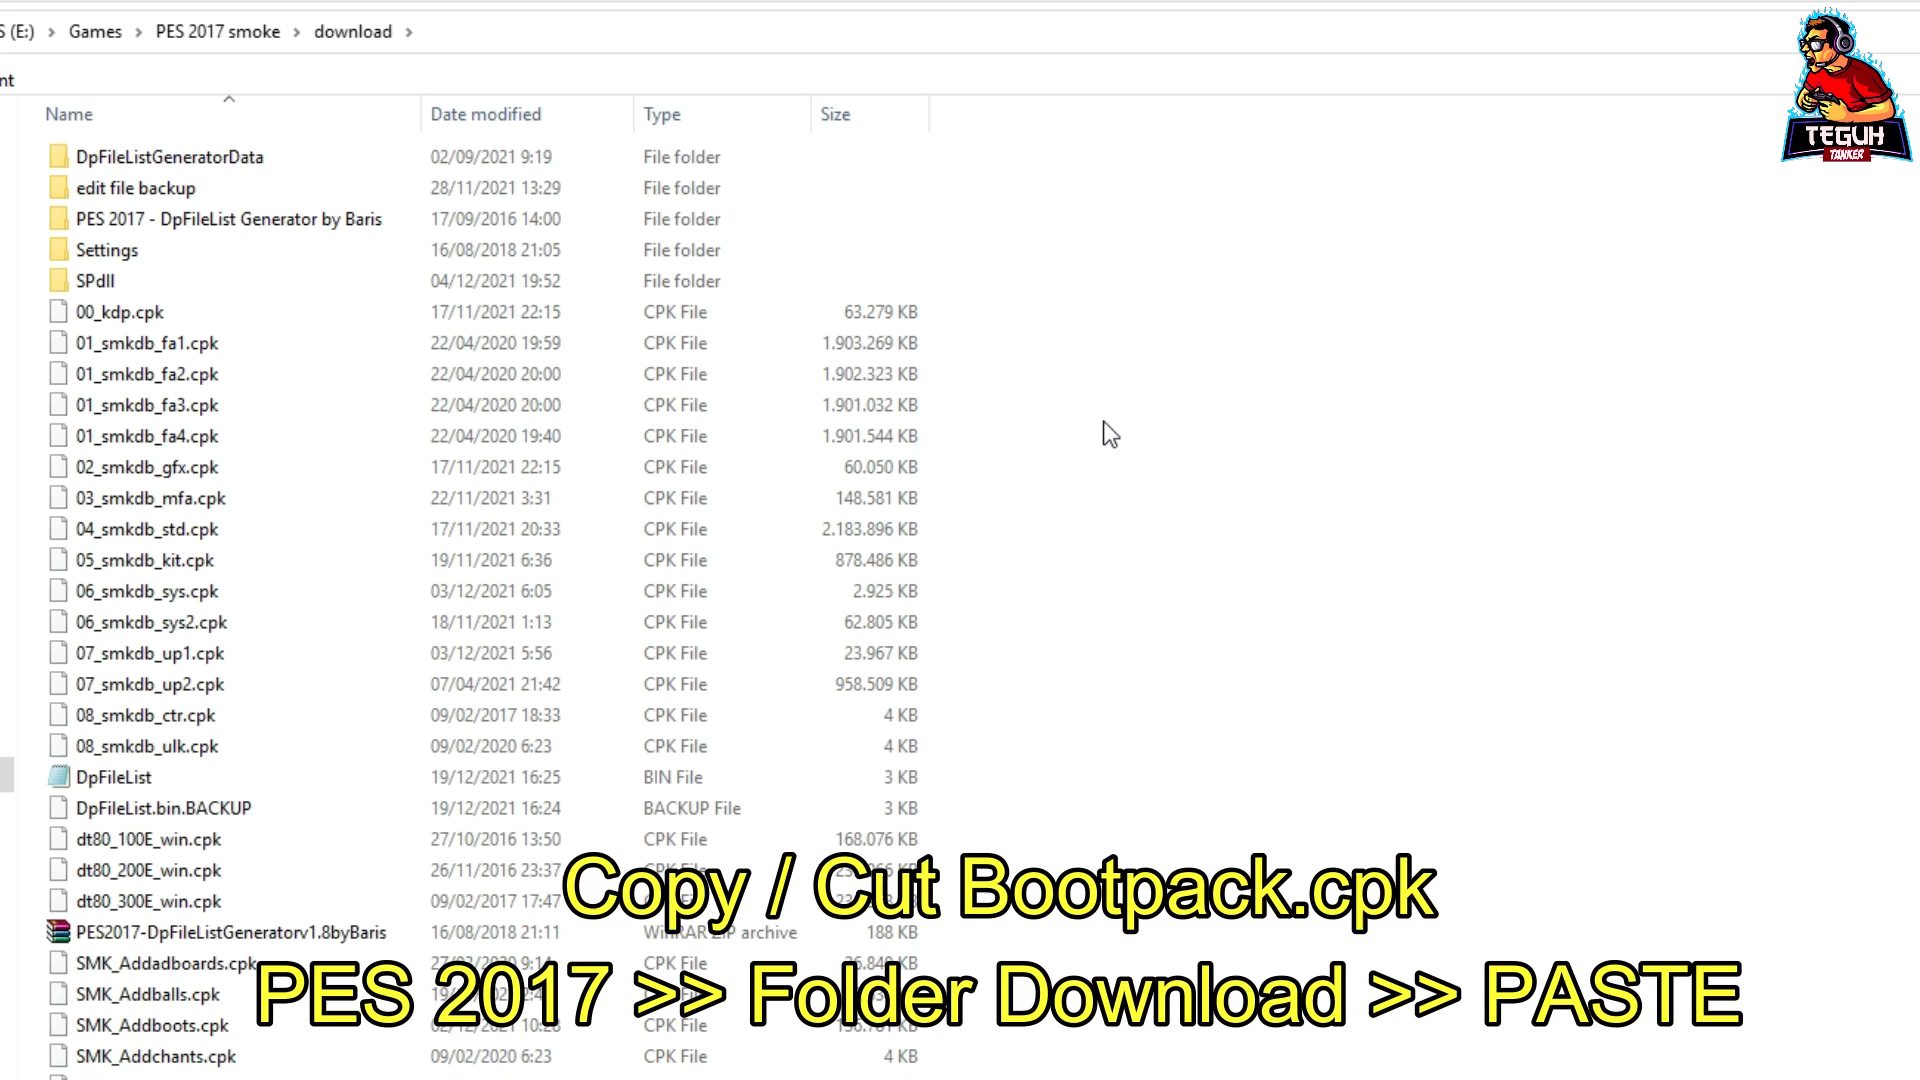 S (E:) > Games > PES 2017 smoke > download >
nt
Name Date modified Type Size
DpFileListGeneratorData 02/09/2021 9:19 File folder
edit file backup 28/11/2021 13:29 File folder
PES 2017 - DpFileList Generator by Baris 17/09/2016 14:00 File folder
Settings 16/08/2018 21:05 File folder
SPdll 04/12/2021 19:52 File folder
00_kdp.cpk 17/11/2021 22:15 CPK File 63.279 KB
01_smkdb_fa1.cpk 22/04/2020 19:59 CPK File 1.903.269 KB
01_smkdb_fa2.cpk 22/04/2020 20:00 CPK File 1.902.323 KB
01_smkdb_fa3.cpk 22/04/2020 20:00 CPK File 1.901.032 KB
01_smkdb_fa4.cpk 22/04/2020 19:40 CPK File 1.901.544 KB
02_smkdb_gfx.cpk 17/11/2021 22:15 CPK File 60.050 KB
03_smkdb_mfa.cpk 22/11/2021 3:31 CPK File 148.581 KB
04_smkdb_std.cpk 17/11/2021 20:33 CPK File 2.183.896 KB
05_smkdb_kit.cpk 19/11/2021 6:36 CPK File 878.486 KB
06_smkdb_sys.cpk 03/12/2021 6:05 CPK File 2.925 KB
06_smkdb_sys2.cpk 18/11/2021 1:13 CPK File 62.805 KB
07_smkdb_up1.cpk 03/12/2021 5:56 CPK File 23.967 KB
07_smkdb_up2.cpk 07/04/2021 21:42 CPK File 958.509 KB
08_smkdb_ctr.cpk 09/02/2017 18:33 CPK File 4 KB
08_smkdb_ulk.cpk 09/02/2020 6:23 CPK File 4 KB
DpFileList 19/12/2021 16:25 BIN File 3 KB
DpFileList.bin.BACKUP 19/12/2021 16:24 BACKUP File 3 KB
dt80_100E_win.cpk 27/10/2016 13:50 CPK File 168.076 KB
dt80_200E_win.cpk 26/11/2016 23:37 KB
dt80_300E_win.cpk 09/02/2017 17:47
PES2017-DpFileListGeneratorv1.8byBaris 16/08/2018 21:11 WinRAR ZIP archive 188 KB
SMK_Addadboards.cpk CPK File KB
SMK_Addballs.cpk
SMK_Addboots.cpk CPK File KB
SMK_Addchants.cpk 09/02/2020 6:23 CPK File 4 KB
Copy / Cut Bootpack.cpk
PES 2017 >> Folder Download >> PASTE
TEGUH
TANKER